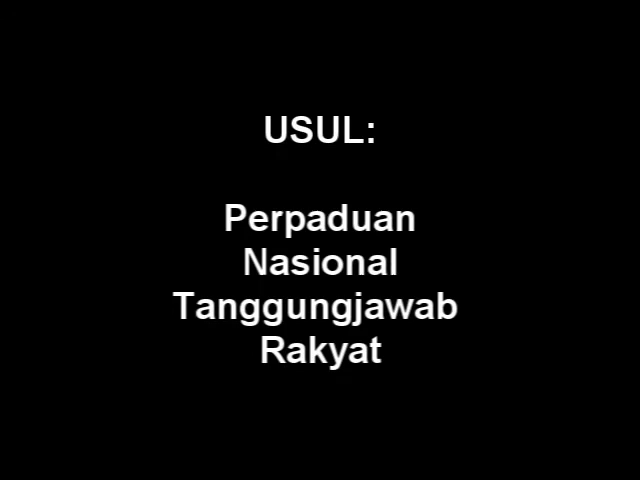 USUL:
Perpaduan
Nasional
Tanggungjawab
Rakyat